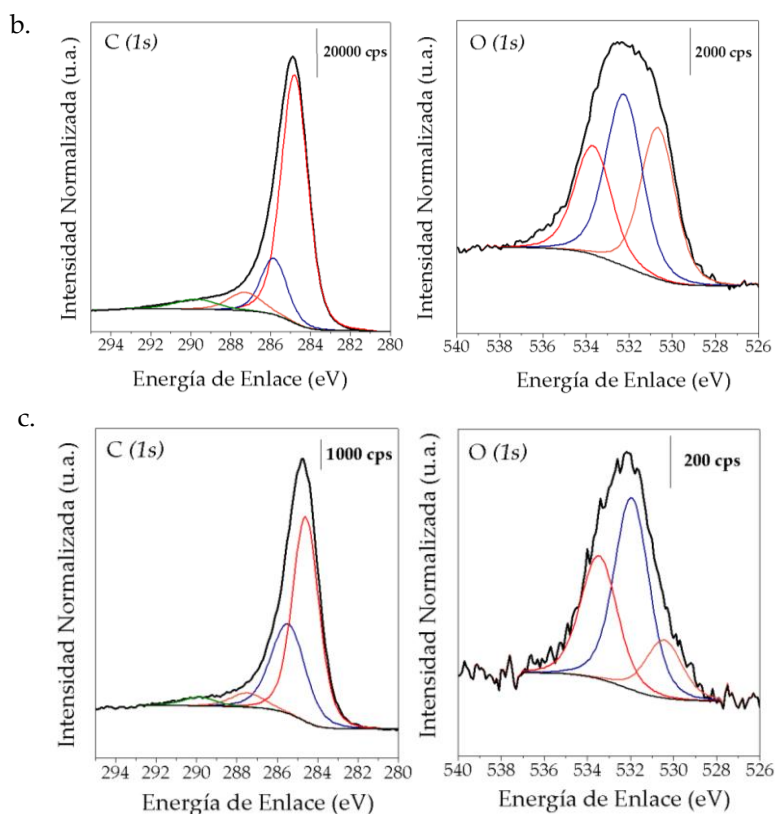 b.
C (1s)
20000 cps
Intensidad Normalizada (u.a.)
294 292 290 288 286 284 282 280
Energía de Enlace (eV)
O (1s)
2000 cps
Intensidad Normalizada (u.a.)
540 538 536 534 532 530 528 526
Energía de Enlace (eV)
c.
C (1s)
1000 cps
Intensidad Normalizada (u.a.)
294 292 290 288 286 284 282 280
Energía de Enlace (eV)
O (1s)
200 cps
Intensidad Normalizada (u.a.)
540 538 536 534 532 530 528 526
Energía de Enlace (eV)